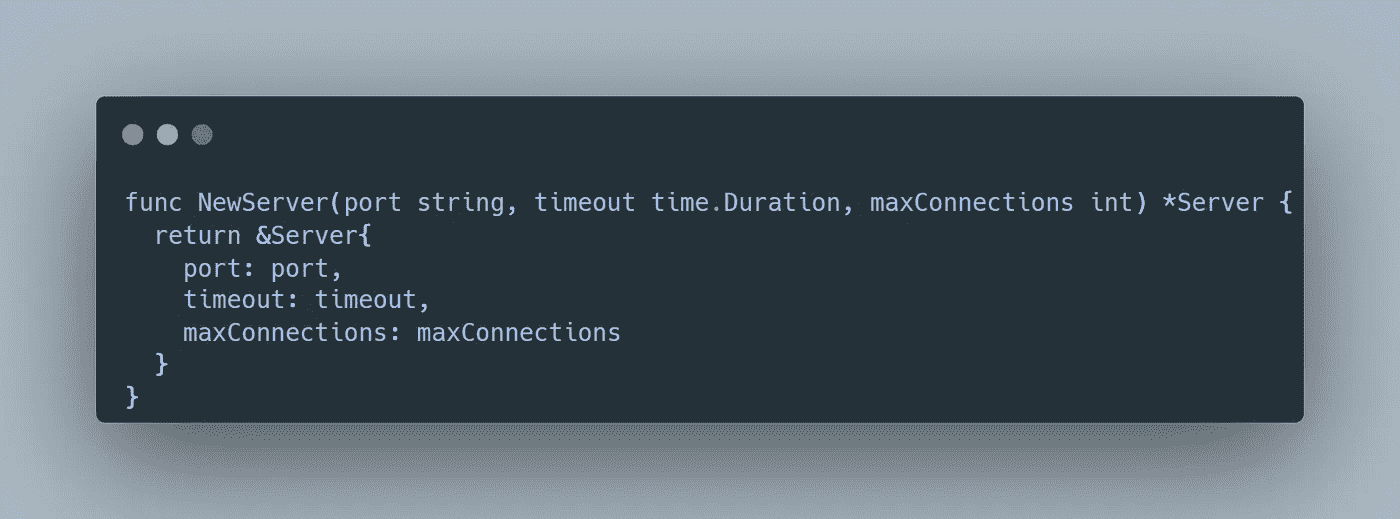 func NewServer(port string, timeout time.Duration, maxConnections int) *Server {
  return &Server{
    port: port,
    timeout: timeout,
    maxConnections: maxConnections
  }
}